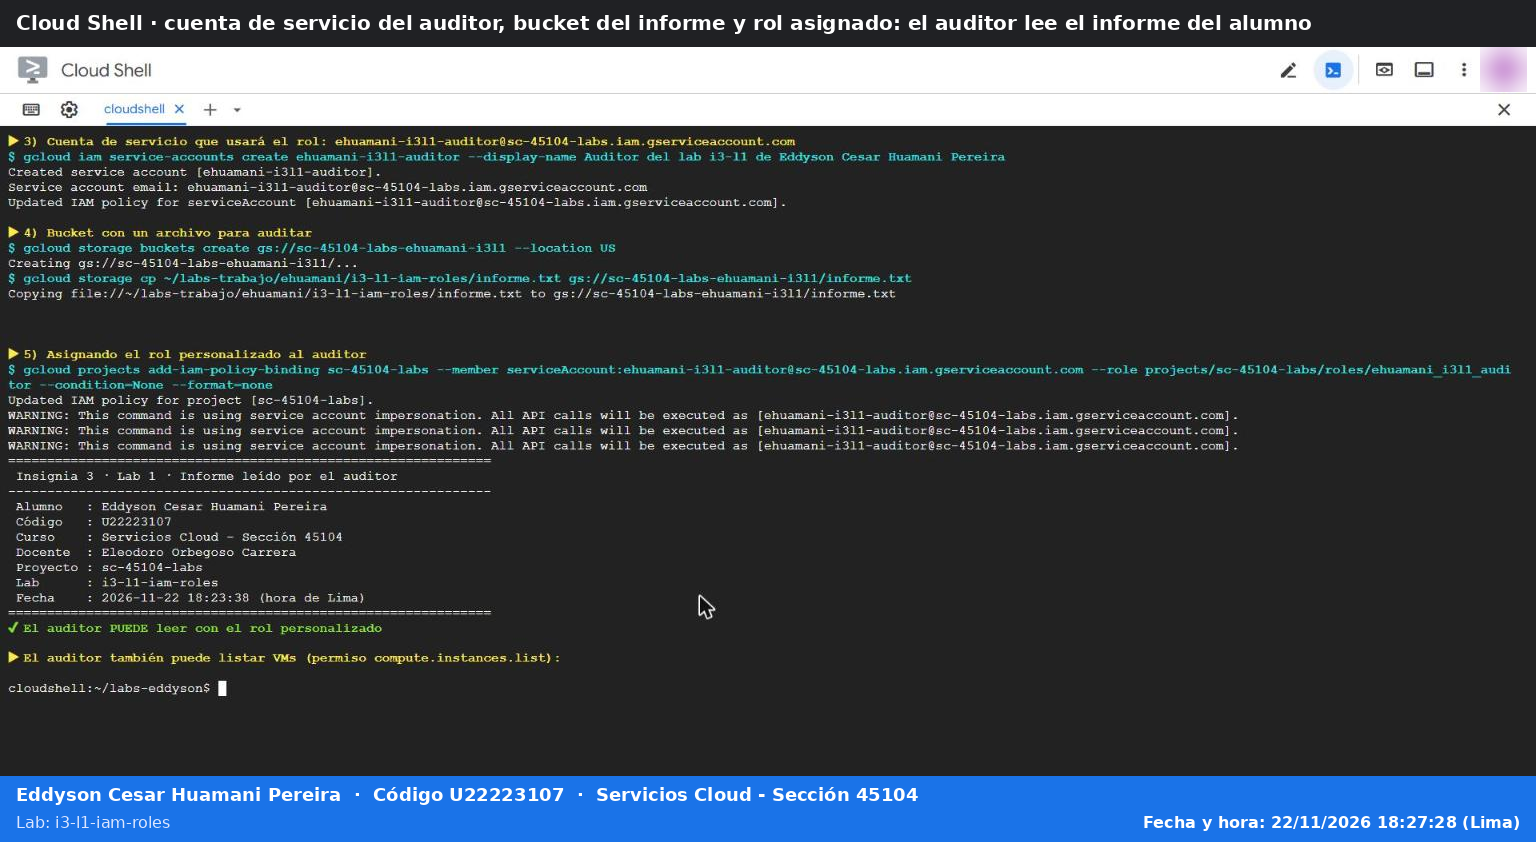 Cloud Shell · cuenta de servicio del auditor, bucket del informe y rol asignado: el auditor lee el informe del alumno
Cloud Shell
cloudshell
▶ 3) Cuenta de servicio que usará el rol: ehuamani-i3l1-auditor@sc-45104-labs.iam.gserviceaccount.com
$ gcloud iam service-accounts create ehuamani-i3l1-auditor --display-name Auditor del lab i3-l1 de Eddyson Cesar Huamani Pereira
Created service account [ehuamani-i3l1-auditor].
Service account email: ehuamani-i3l1-auditor@sc-45104-labs.iam.gserviceaccount.com
Updated IAM policy for serviceAccount [ehuamani-i3l1-auditor@sc-45104-labs.iam.gserviceaccount.com].
▶ 4) Bucket con un archivo para auditar
$ gcloud storage buckets create gs://sc-45104-labs-ehuamani-i3l1 --location US
Creating gs://sc-45104-labs-ehuamani-i3l1/...
$ gcloud storage cp ~/labs-trabajo/ehuamani/i3-l1-iam-roles/informe.txt gs://sc-45104-labs-ehuamani-i3l1/informe.txt
Copying file://~/labs-trabajo/ehuamani/i3-l1-iam-roles/informe.txt to gs://sc-45104-labs-ehuamani-i3l1/informe.txt
▶ 5) Asignando el rol personalizado al auditor
$ gcloud projects add-iam-policy-binding sc-45104-labs --member serviceAccount:ehuamani-i3l1-auditor@sc-45104-labs.iam.gserviceaccount.com --role projects/sc-45104-labs/roles/ehuamani_i3l1_audi
tor --condition=None --format=none
Updated IAM policy for project [sc-45104-labs].
WARNING: This command is using service account impersonation. All API calls will be executed as [ehuamani-i3l1-auditor@sc-45104-labs.iam.gserviceaccount.com].
WARNING: This command is using service account impersonation. All API calls will be executed as [ehuamani-i3l1-auditor@sc-45104-labs.iam.gserviceaccount.com].
WARNING: This command is using service account impersonation. All API calls will be executed as [ehuamani-i3l1-auditor@sc-45104-labs.iam.gserviceaccount.com].
==============================================================
Insignia 3 · Lab 1 · Informe leído por el auditor
--------------------------------------------------------------
Alumno : Eddyson Cesar Huamani Pereira
Código : U22223107
Curso : Servicios Cloud - Sección 45104
Docente : Eleodoro Orbegoso Carrera
Proyecto : sc-45104-labs
Lab : i3-l1-iam-roles
Fecha : 2026-11-22 18:23:38 (hora de Lima)
==============================================================
✔ El auditor PUEDE leer con el rol personalizado
▶ El auditor también puede listar VMs (permiso compute.instances.list):
cloudshell:~/labs-eddyson$
Eddyson Cesar Huamani Pereira · Código U22223107 · Servicios Cloud - Sección 45104
Lab: i3-l1-iam-roles
Fecha y hora: 22/11/2026 18:27:28 (Lima)